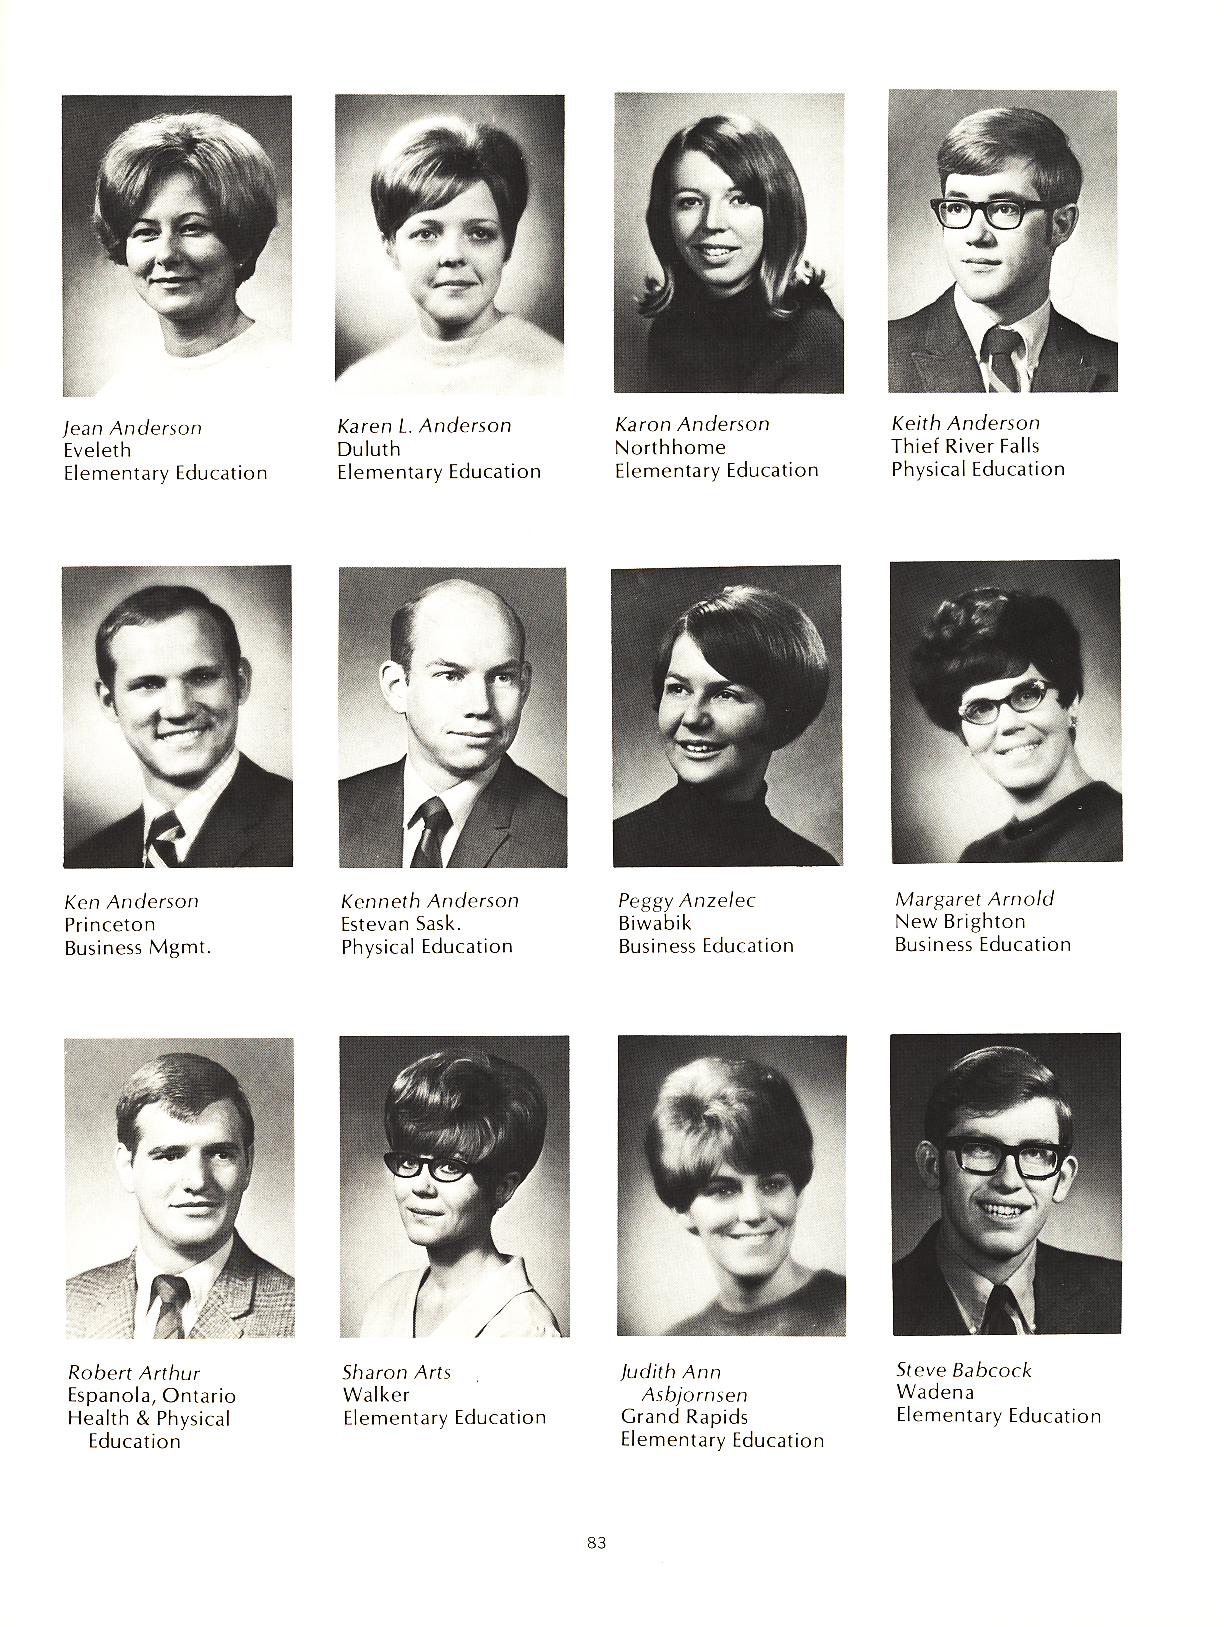 Jean Anderson
Eveleth
Elementary Education
Karen L. Anderson
Duluth
Elementary Education
Karon Anderson
Northhome
Elementary Education
Keith Anderson
Thief River Falls
Physical Education
Ken Anderson
Princeton
Business Mgmt.
Kenneth Anderson
Estevan Sask.
Physical Education
Peggy Anzelec
Biwabik
Business Education
Margaret Arnold
New Brighton
Business Education
Robert Arthur
Espanola, Ontario
Health & Physical
Education
Sharon Arts
Walker
Elementary Education
Judith Ann
Asbjornsen
Grand Rapids
Elementary Education
Steve Babcock
Wadena
Elementary Education
83